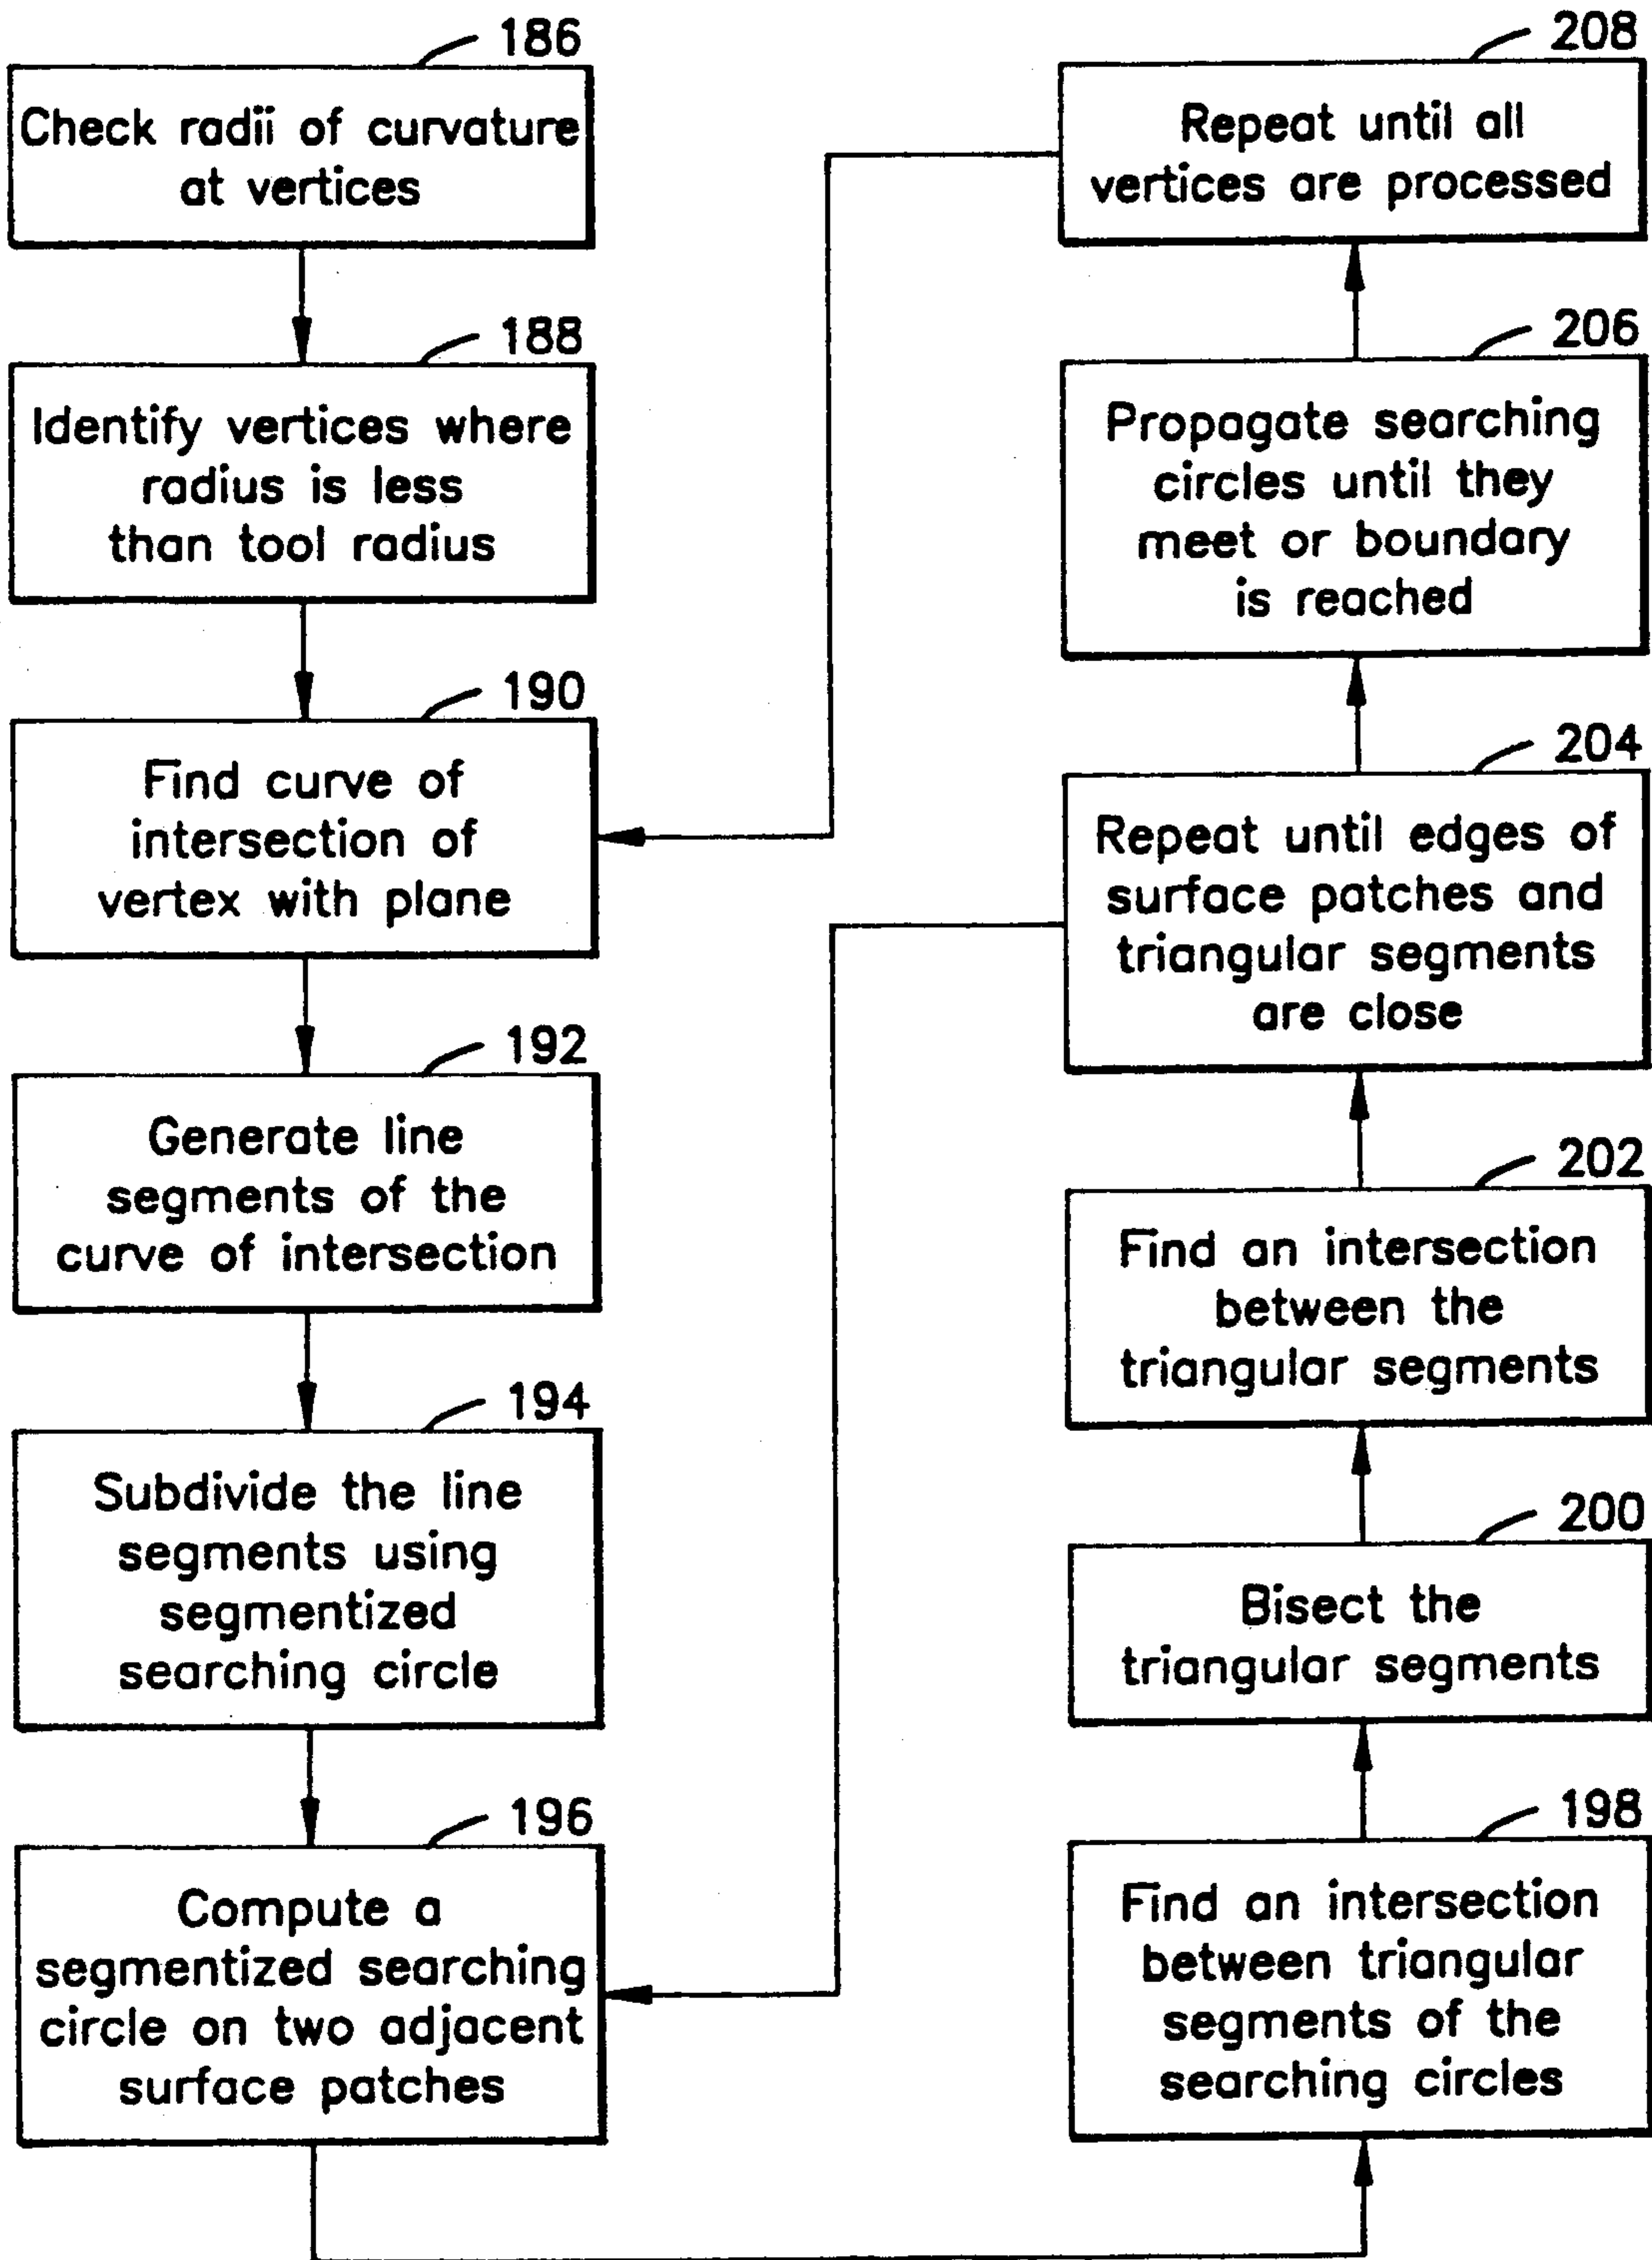 186
Check radii of curvature
at vertices
188
Identify vertices where
radius is less
than tool radius
190
Find curve of
intersection of
vertex with plane
192
Generate line
segments of the
curve of intersection
194
Subdivide the line
segments using
segmentized
searching circle
196
Compute a
segmentized searching
circle on two adjacent
surface patches
198
Find an intersection
between triangular
segments of the
searching circles
200
Bisect the
triangular segments
202
Find an intersection
between the
triangular segments
204
Repeat until edges of
surface patches and
triangular segments
are close
206
Propagate searching
circles until they
meet or boundary
is reached
208
Repeat until all
vertices are processed